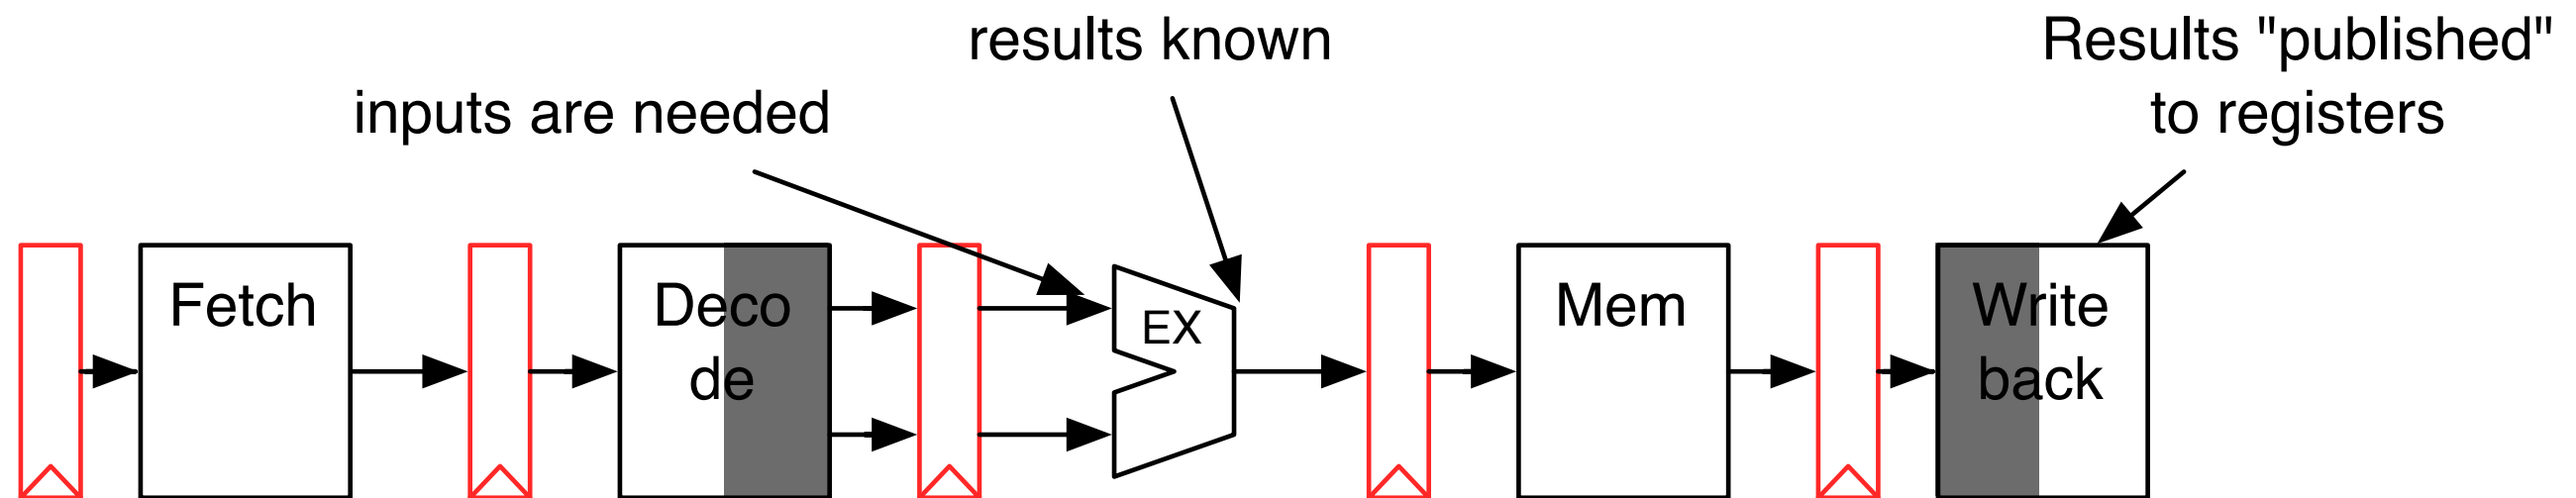 results known
Results "published"
to registers
inputs are needed
Fetch
Deco
de
EX
Mem
Write
back